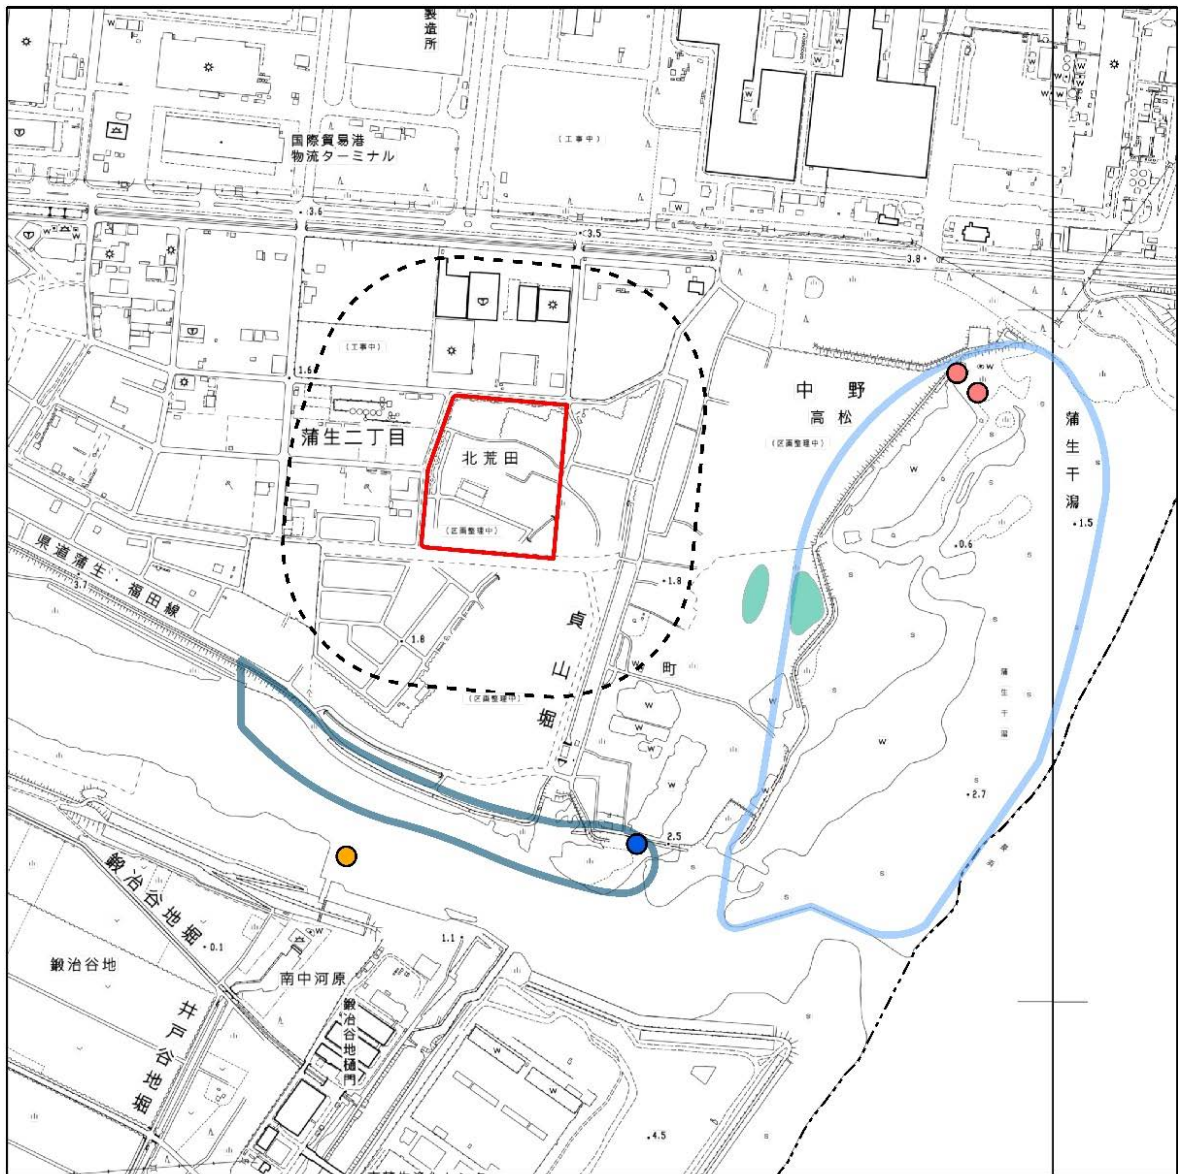 製造所
国際貿易港
物流ターミナル
(工事中)
3.6
3.5
3.8
(工事中)
1.6
蒲生二丁目
北荒田
(区画整理中)
中野
高松
(区画整理中)
蒲生干潟
1.5
0.6
県道蒲生・福田線
3.7
1.8
1.8
貞山堀
町
(区画整理中)
蒲生干潟
2.7
2.5
鍛冶谷地堀
0.1
1.1
鍛治谷地
南中河原
井戸谷地堀
鍛冶谷地樋門
4.5